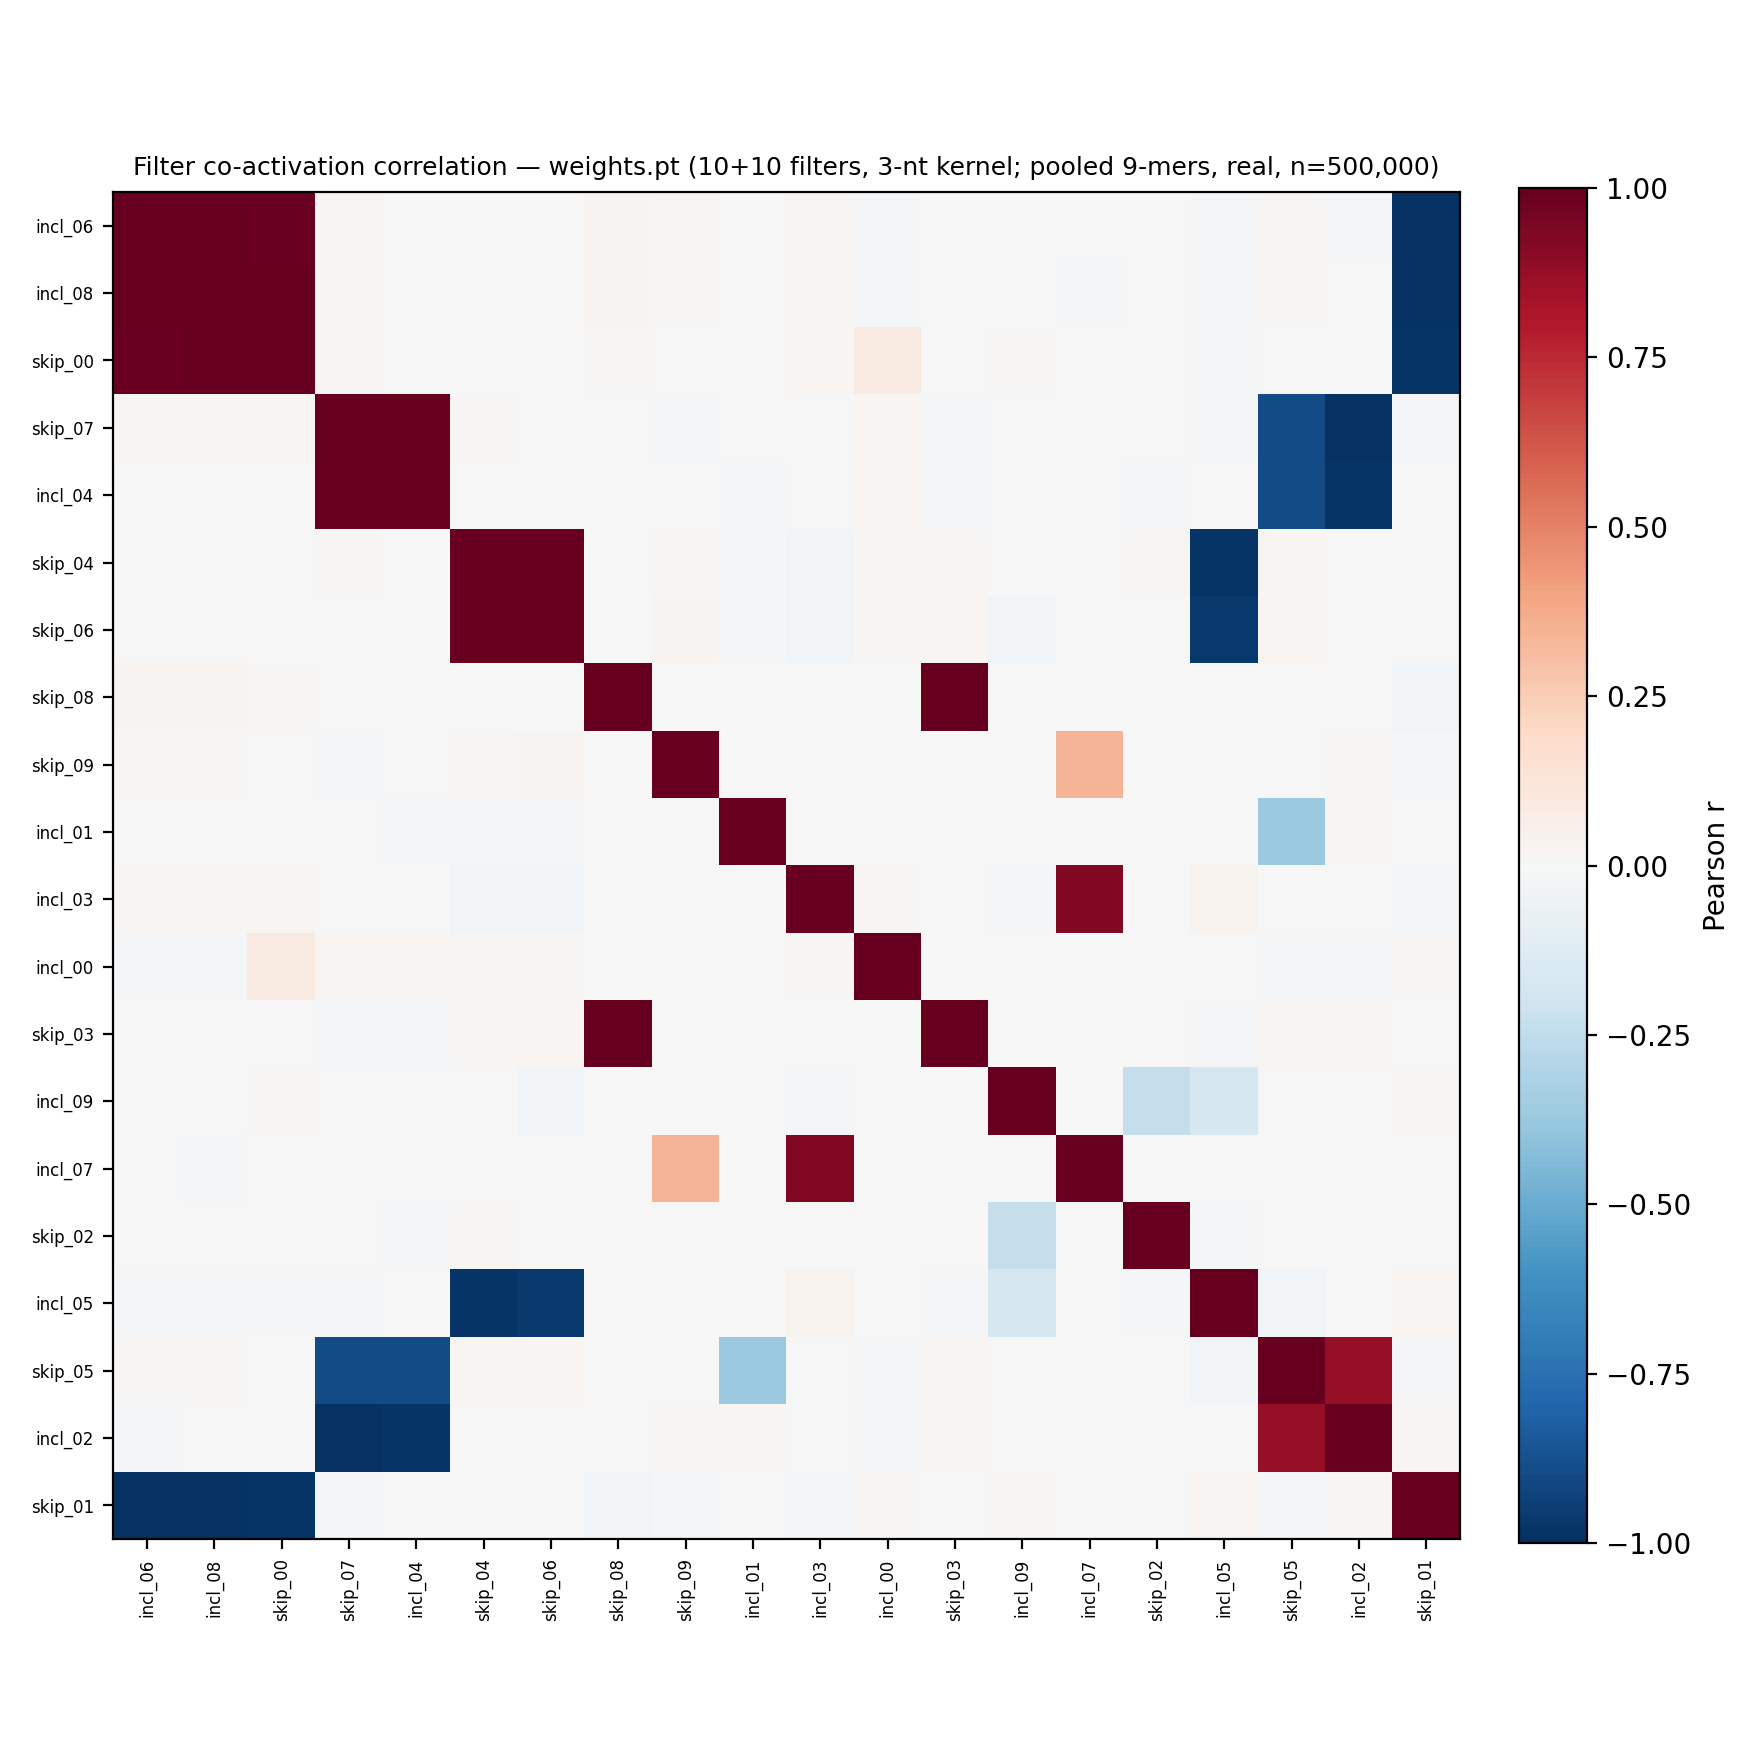 Filter co-activation correlation — weights.pt (10+10 filters, 3-nt kernel; pooled 9-mers, real, n=500,000)
incl_06
incl_08
skip_00
skip_07
incl_04
skip_04
skip_06
skip_08
skip_09
incl_01
incl_03
incl_00
skip_03
incl_09
incl_07
skip_02
incl_05
skip_05
incl_02
skip_01
incl_06
incl_08
skip_00
skip_07
incl_04
skip_04
skip_06
skip_08
skip_09
incl_01
incl_03
incl_00
skip_03
incl_09
incl_07
skip_02
incl_05
skip_05
incl_02
skip_01
1.00
0.75
0.50
0.25
0.00
−0.25
−0.50
−0.75
−1.00
Pearson r